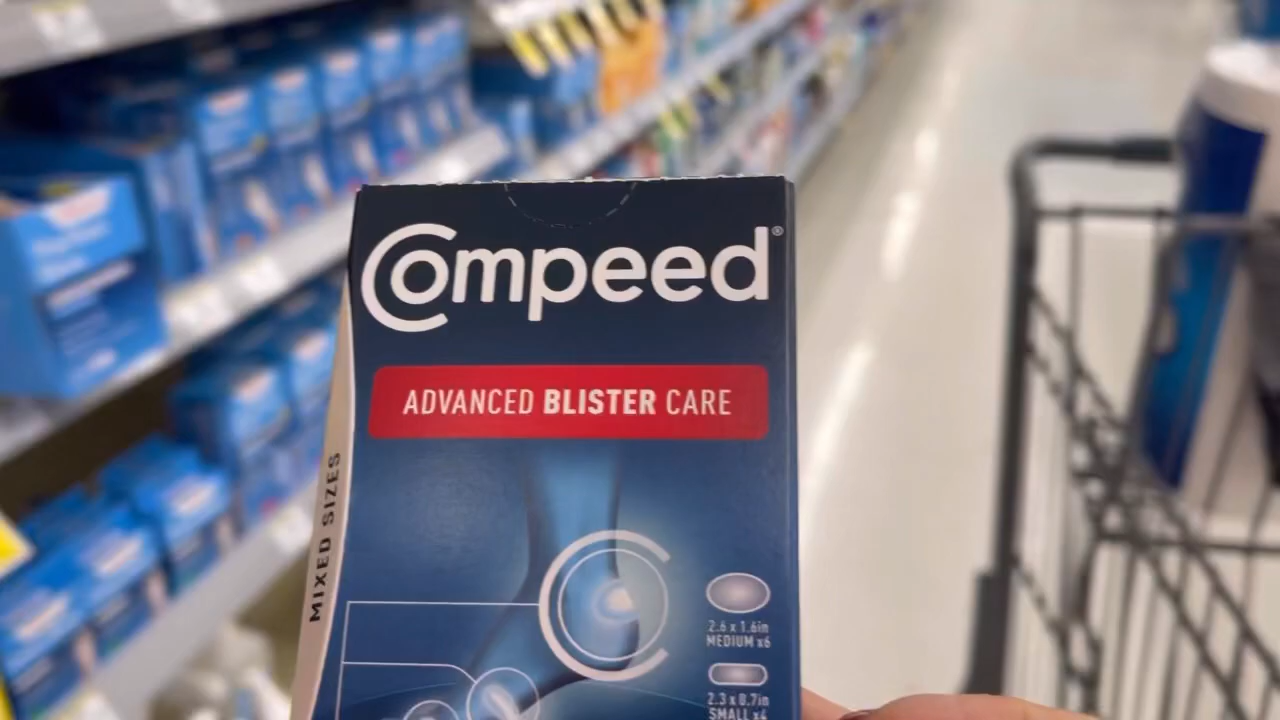 Compeed®
ADVANCED BLISTER CARE
MIXED SIZES
2.6 x 1.6in
MEDIUM x6
2.3 x 0.7in
SMALL x4